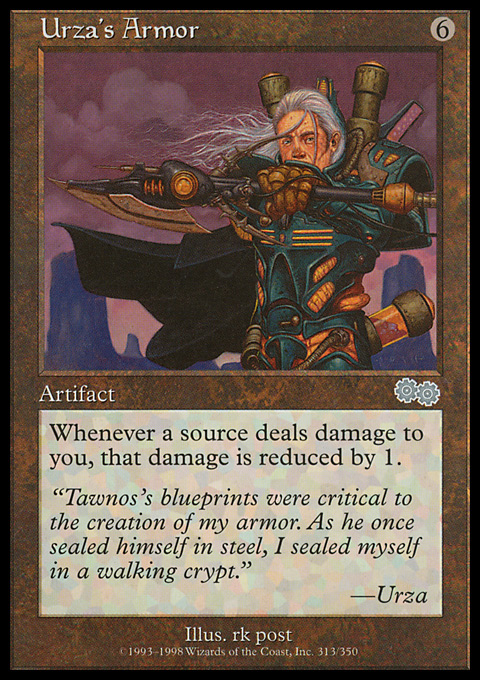 Urza's Armor 6
Artifact
Whenever a source deals damage to
you, that damage is reduced by 1.
“Tawnos's blueprints were critical to
the creation of my armor. As he once
sealed himself in steel, I sealed myself
in a walking crypt.”
—Urza
Illus. rk post
©1993–1998 Wizards of the Coast, Inc. 313/350